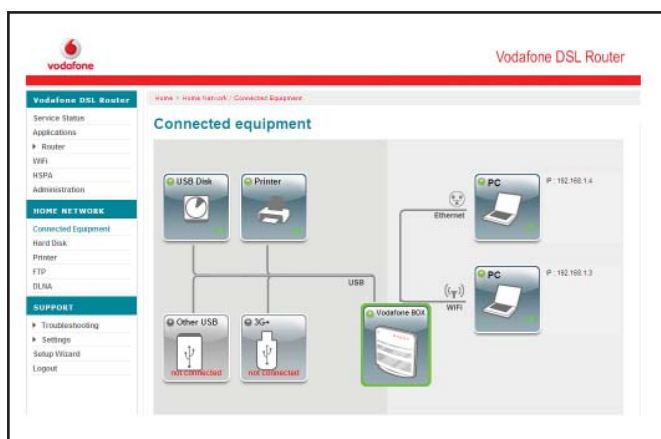 vodafone
Vodafone DSL Router
Vodafone DSL Router
Service Status
Applications
Router
WiFi
HSPA
Administration
HOME NETWORK
Connected Equipment
Hard Disk
Printer
FTP
DLNA
SUPPORT
Troubleshooting
Settings
Setup Wizard
Logout
Home > Home Network / Connected Equipment
Connected equipment
USB Disk
Printer
PC
IP : 192.168.1.4
Ethernet
USB
WiFi
PC
IP : 192.168.1.3
Other USB
not connected
3G+
not connected
Vodafone BOX